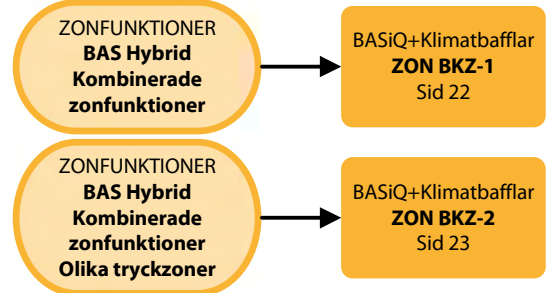 ZONFUNKTIONER
BAS Hybrid
Kombinerade
zonfunktioner
BASiQ+Klimatbafflar
ZON BKZ-1
Sid 22
ZONFUNKTIONER
BAS Hybrid
Kombinerade
zonfunktioner
Olika tryckzoner
BASiQ+Klimatbafflar
ZON BKZ-2
Sid 23